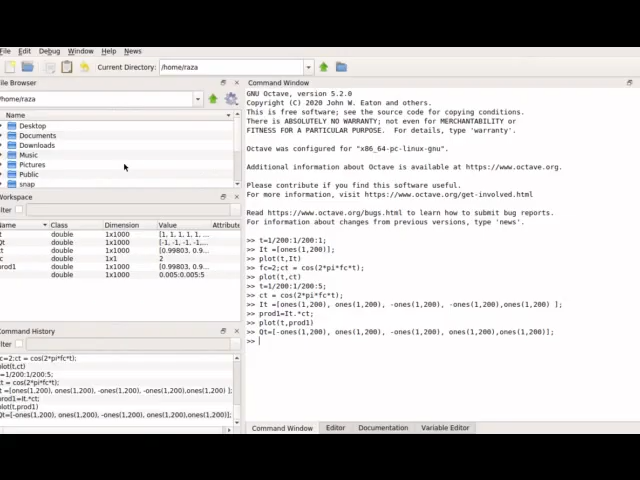 File Edit Debug Window Help News
Current Directory: /home/raza
File Browser
/home/raza
Name
Desktop
Documents
Downloads
Music
Pictures
Public
snap
Workspace
Filter
Name Class Dimension Value Attribute
It double 1x1000 [1, 1, 1, 1, ...
Qt double 1x1000 [-1, -1, -1, -1,...
ct double 1x1000 [0.99803, 0.9...
fc double 1x1 2
prod1 double 1x1000 [0.99803, 0.9...
t double 1x1000 0.005:0.005:5
Command History
Filter
fc=2;ct = cos(2*pi*fc*t);
plot(t,ct)
t=1/200:1/200:5;
ct = cos(2*pi*fc*t);
It =[ones(1,200), ones(1,200), -ones(1,200), -ones(1,200),ones(1,200) ];
prod1=It.*ct;
plot(t,prod1)
Qt=[-ones(1,200), ones(1,200), -ones(1,200), ones(1,200),ones(1,200)];
Command Window
GNU Octave, version 5.2.0
Copyright (C) 2020 John W. Eaton and others.
This is free software; see the source code for copying conditions.
There is ABSOLUTELY NO WARRANTY; not even for MERCHANTABILITY or
FITNESS FOR A PARTICULAR PURPOSE. For details, type 'warranty'.
Octave was configured for "x86_64-pc-linux-gnu".
Additional information about Octave is available at https://www.octave.org.
Please contribute if you find this software useful.
For more information, visit https://www.octave.org/get-involved.html
Read https://www.octave.org/bugs.html to learn how to submit bug reports.
For information about changes from previous versions, type 'news'.
>> t=1/200:1/200:1;
>> It =[ones(1,200)];
>> plot(t,It)
>> fc=2;ct = cos(2*pi*fc*t);
>> plot(t,ct)
>> t=1/200:1/200:5;
>> ct = cos(2*pi*fc*t);
>> It =[ones(1,200), ones(1,200), -ones(1,200), -ones(1,200),ones(1,200) ];
>> prod1=It.*ct;
>> plot(t,prod1)
>> Qt=[-ones(1,200), ones(1,200), -ones(1,200), ones(1,200),ones(1,200)];
>>
Command Window Editor Documentation Variable Editor